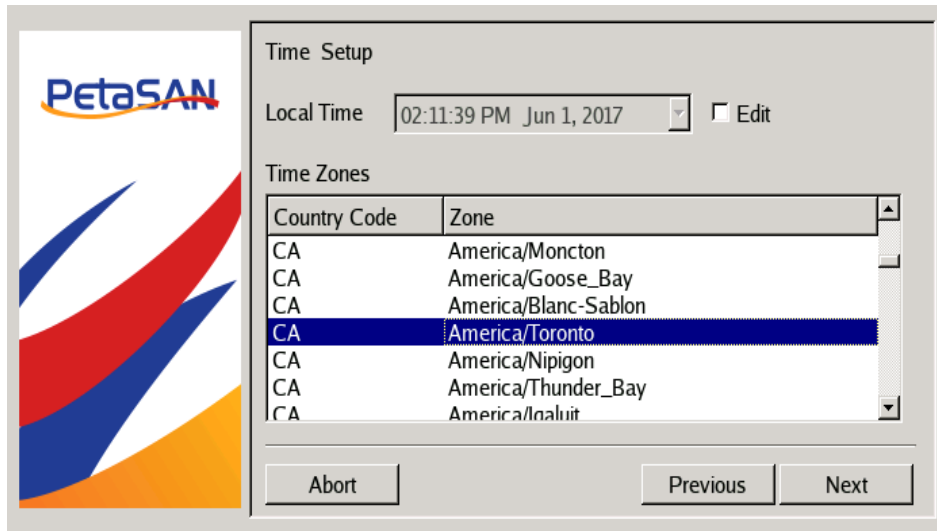 PetaSAN
Time Setup
Local Time 02:11:39 PM Jun 1, 2017 Edit
Time Zones
Country Code Zone
CA America/Moncton
CA America/Goose_Bay
CA America/Blanc-Sablon
CA America/Toronto
CA America/Nipigon
CA America/Thunder_Bay
CA America/Iqaluit
Abort Previous Next